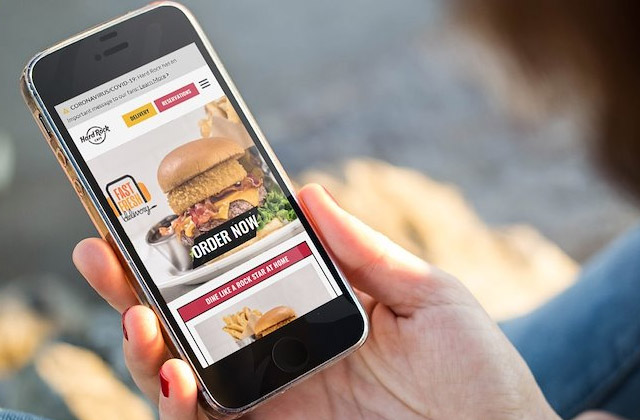 CORONAVIRUS/COVID-19: Hard Rock has an
important message to our fans. Learn More >
Hard Rock
CAFE
DELIVERY
RESERVATIONS
FAST
FRESH
delivery
ORDER NOW
DINE LIKE A ROCK STAR AT HOME